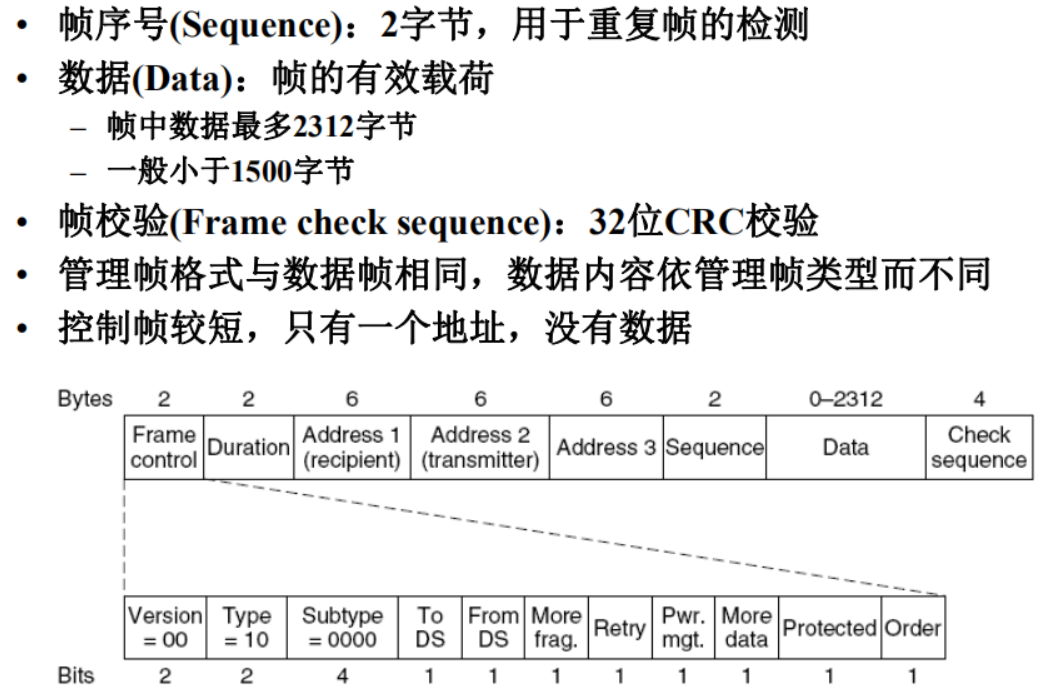 • 帧序号(Sequence)：2字节，用于重复帧的检测
• 数据(Data)：帧的有效载荷
– 帧中数据最多2312字节
– 一般小于1500字节
• 帧校验(Frame check sequence)：32位CRC校验
• 管理帧格式与数据帧相同，数据内容依管理帧类型而不同
• 控制帧较短，只有一个地址，没有数据
Bytes 2 2 6 6 6 2 0–2312 4
Frame control Duration Address 1 (recipient) Address 2 (transmitter) Address 3 Sequence Data Check sequence
Version = 00 Type = 10 Subtype = 0000 To DS From DS More frag. Retry Pwr. mgt. More data Protected Order
Bits 2 2 4 1 1 1 1 1 1 1 1